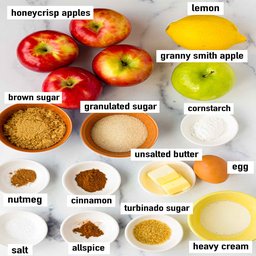 honeycrisp apples
lemon
granny smith apple
brown sugar
granulated sugar
cornstarch
unsalted butter
egg
nutmeg
cinnamon
turbinado sugar
salt
allspice
heavy cream